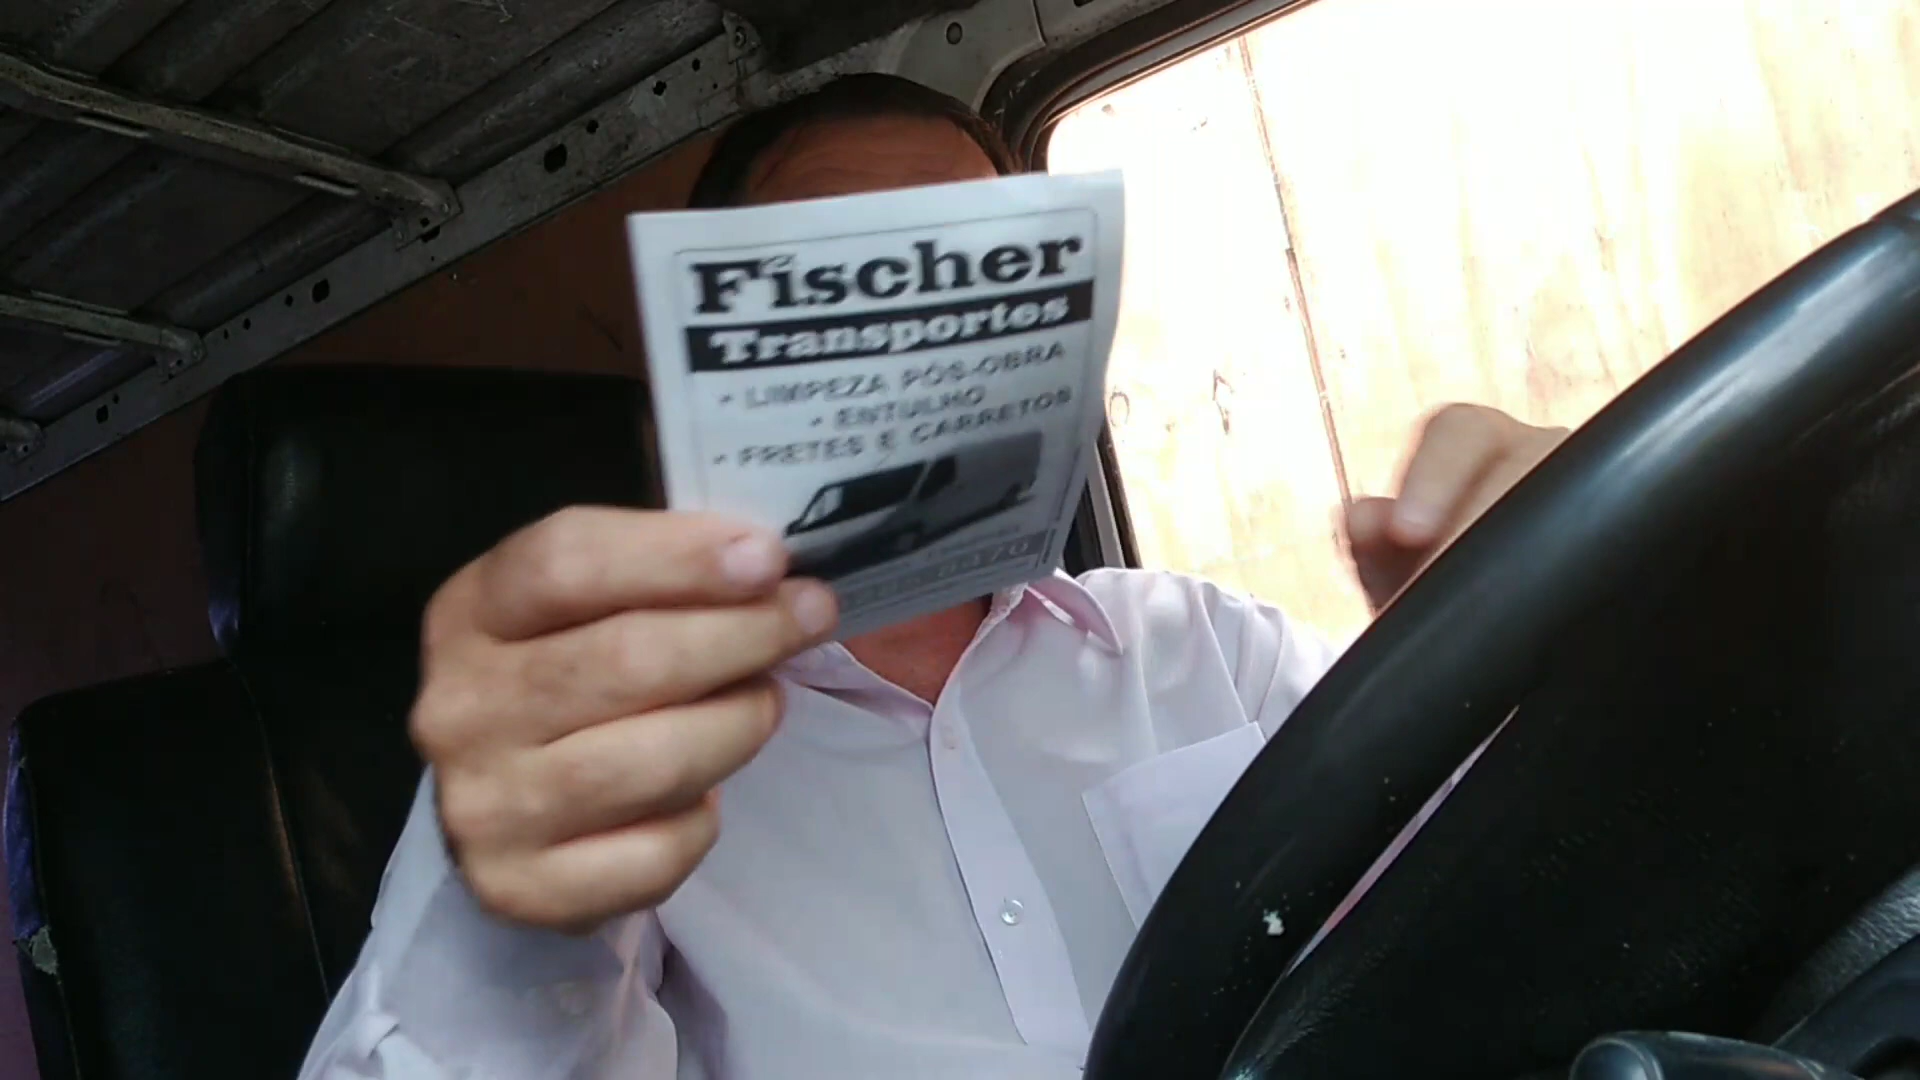 Fischer
Transportes
• LIMPEZA PÓS-OBRA
• ENTULHO
• FRETES E CARRETOS